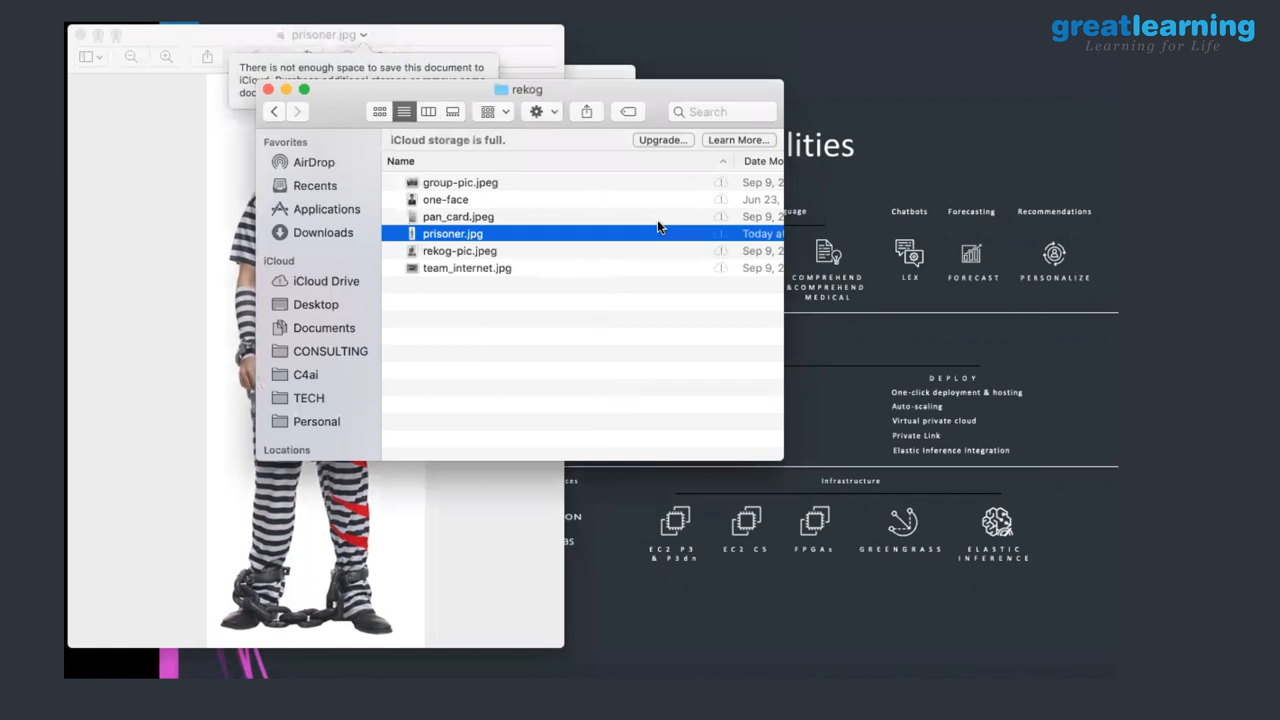 greatlearning
Learning for Life
prisoner.jpg
There is not enough space to save this document to
rekog
Search
Favorites
AirDrop
Recents
Applications
Downloads
iCloud
iCloud Drive
Desktop
Documents
CONSULTING
C4ai
TECH
Personal
Locations
iCloud storage is full.
Upgrade...
Learn More...
Name
Date Mo
group-pic.jpeg
Sep 9, 2
one-face
Jun 23,
pan_card.jpeg
Sep 9, 2
prisoner.jpg
Today a
rekog-pic.jpeg
Sep 9, 2
team_internet.jpg
Sep 9, 2
lities
uage
Chatbots
Forecasting
Recommendations
COMPREHEND
&COMPREHEND
MEDICAL
LEX
FORECAST
PERSONALIZE
DEPLOY
One-click deployment & hosting
Auto-scaling
Virtual private cloud
Private Link
Elastic Inference integration
ces
Infrastructure
ON
as
EC2 P3
& P3dn
EC2 C5
FPGAs
GREENGRASS
ELASTIC
INFERENCE